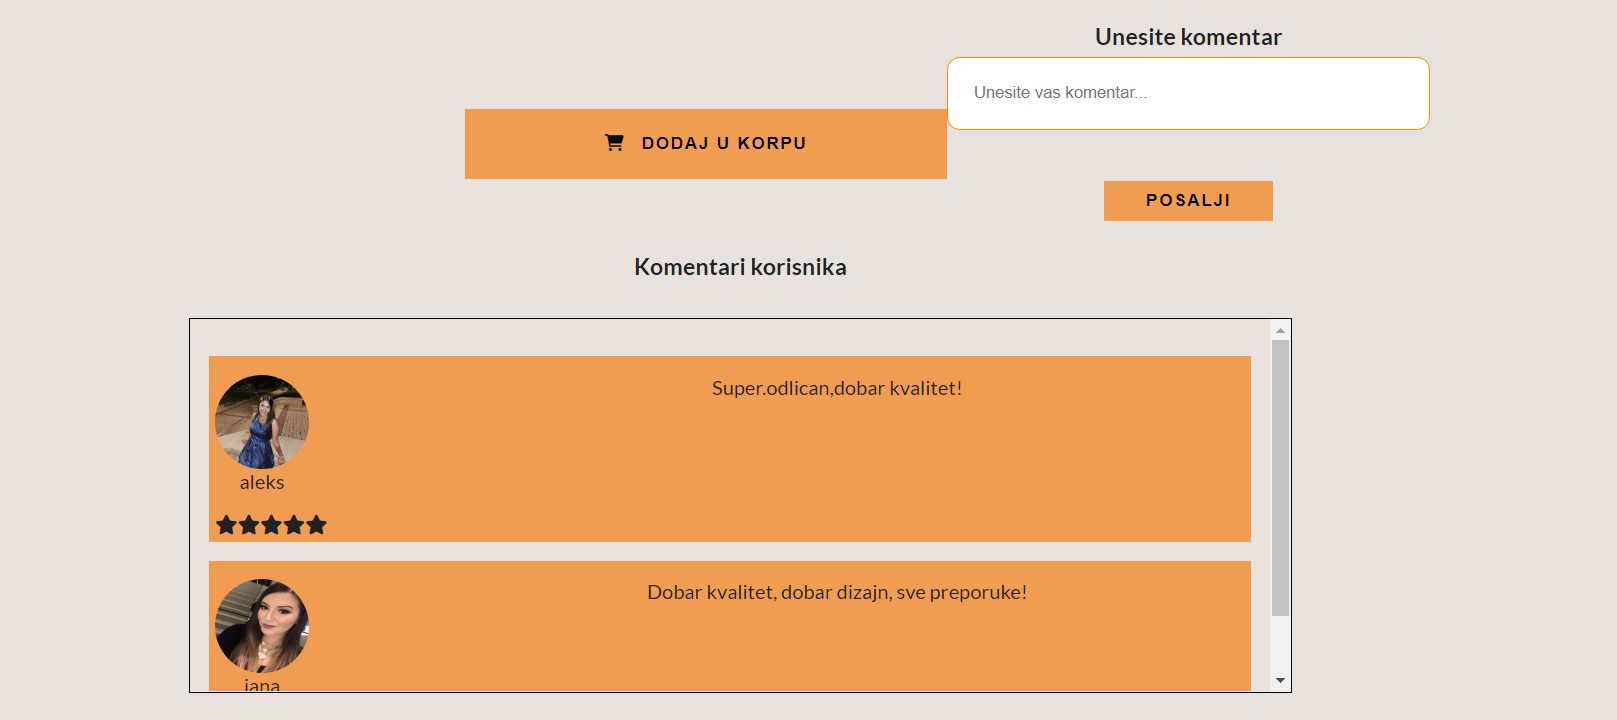 Unesite komentar
Unesite vas komentar...
DODAJ U KORPU
POSALJI
Komentari korisnika
Super.odlican,dobar kvalitet!
aleks
Dobar kvalitet, dobar dizajn, sve preporuke!
jana